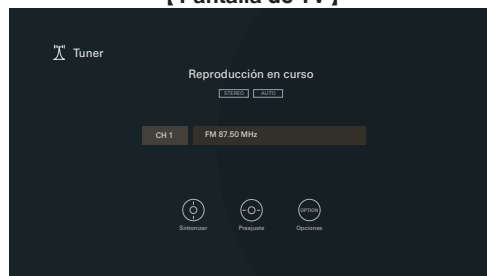 【 Pantalla de TV 】
Tuner
Reproducción en curso
STEREO AUTO
CH 1 FM 87.50 MHz
OPTION
Sintonizar Preajuste Opciones